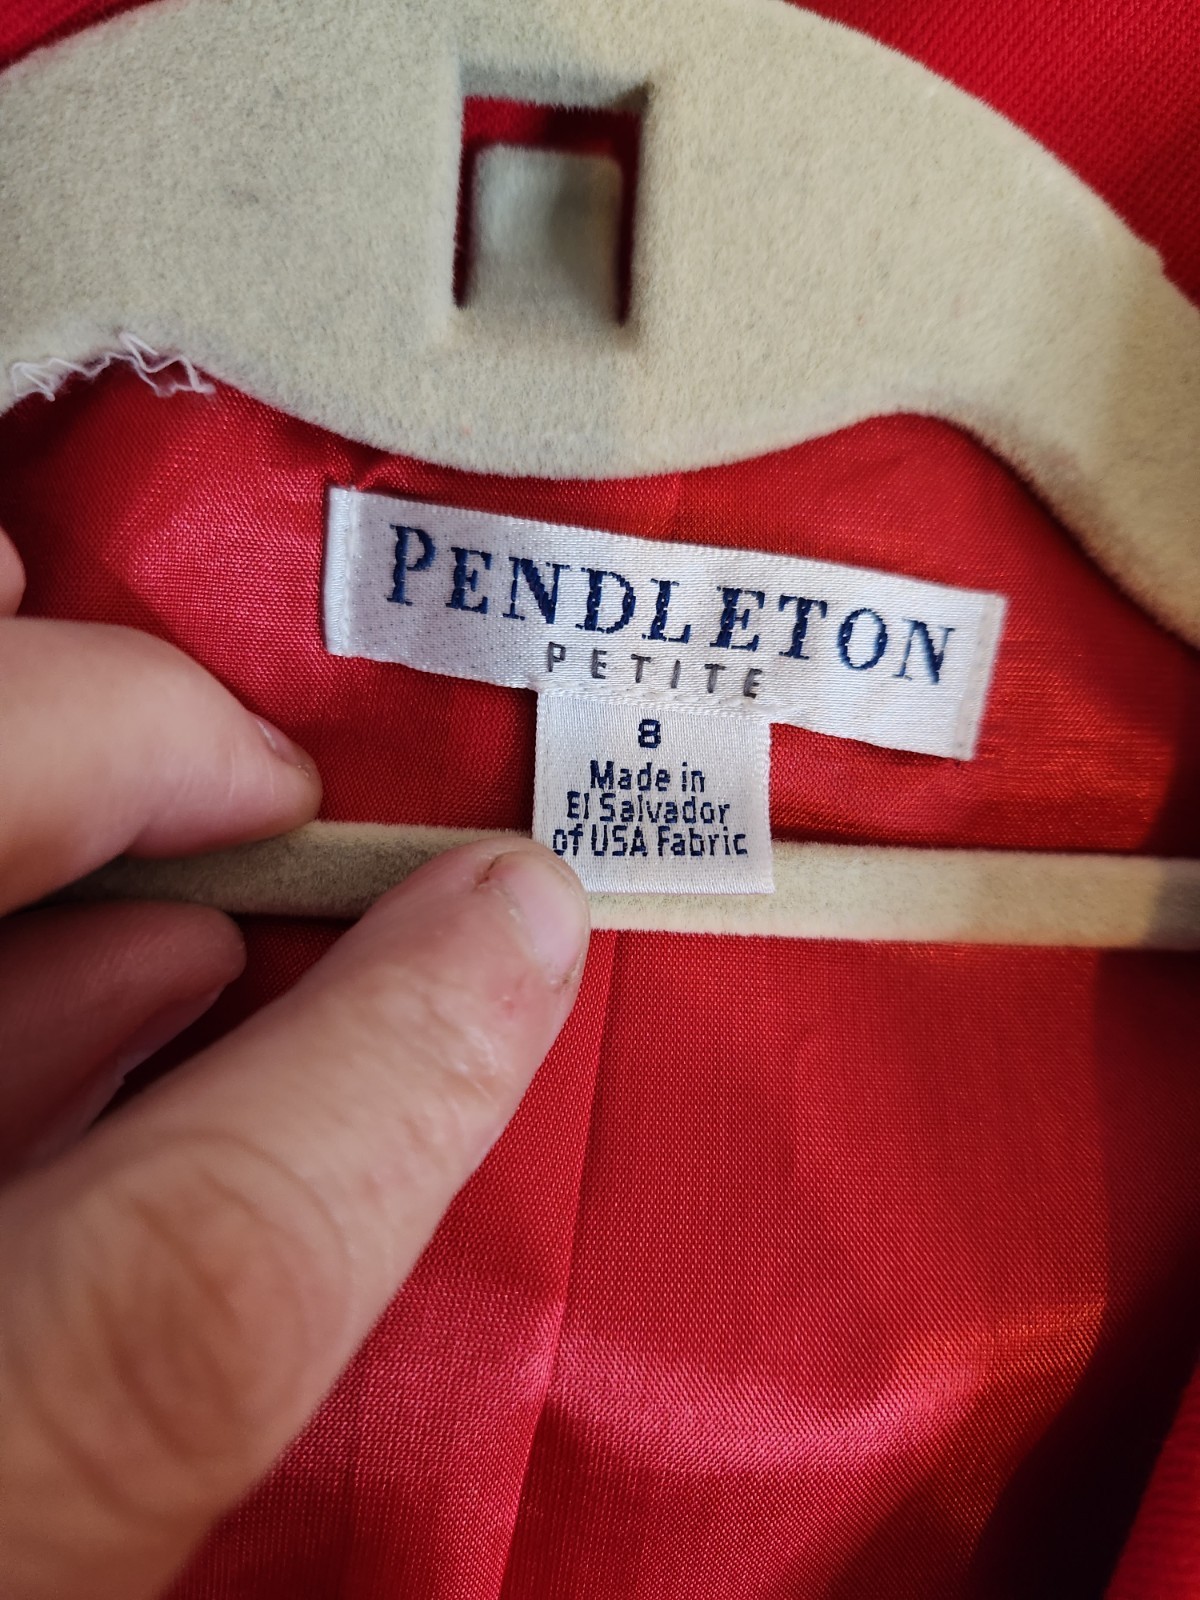 PENDLETON
PETITE
8
Made in
El Salvador
of USA Fabric